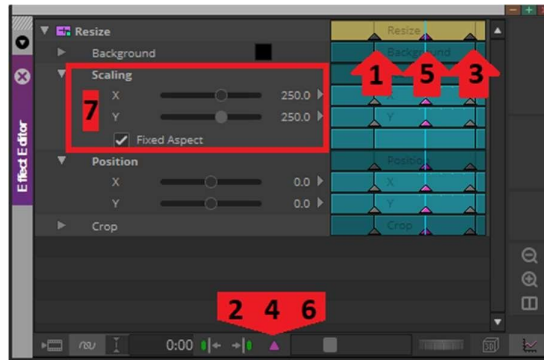 Resize
Resize
Background
Background
Scaling
1 5 3
7
X
250.0
X
Y
250.0
Y
Fixed Aspect
Position
Position
X
0.0
X
Y
0.0
Y
Crop
Crop
Effect Editor
2 4 6
0:00
3D